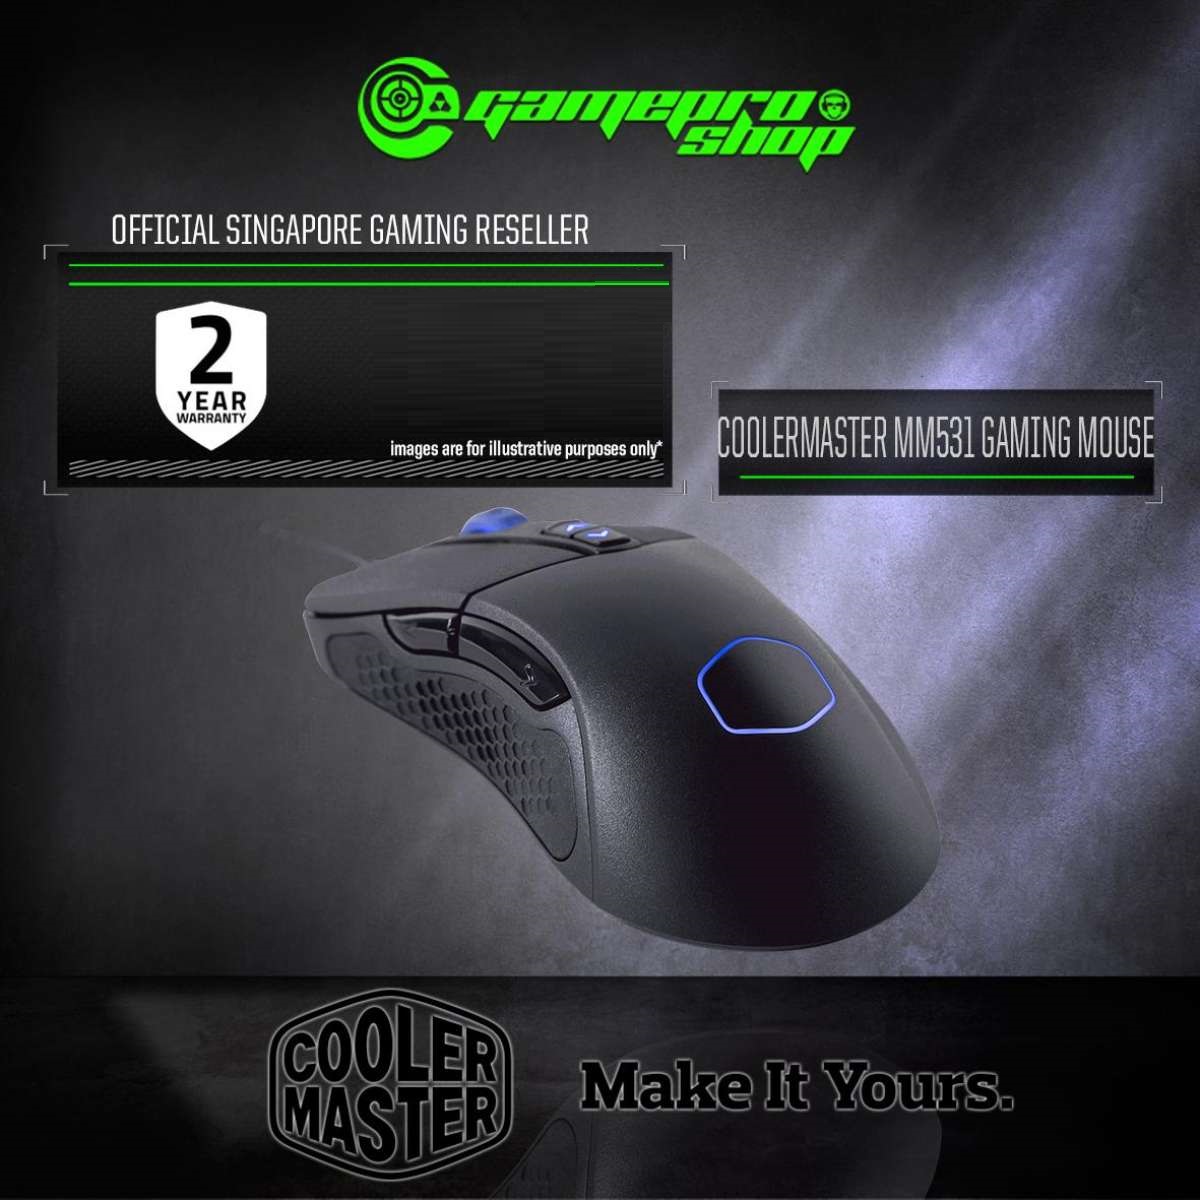 gamepro
shop
OFFICIAL SINGAPORE GAMING RESELLER
2
YEAR
WARRANTY
images are for illustrative purposes only*
COOLERMASTER MM531 GAMING MOUSE
COOLER
MASTER
Make It Yours.